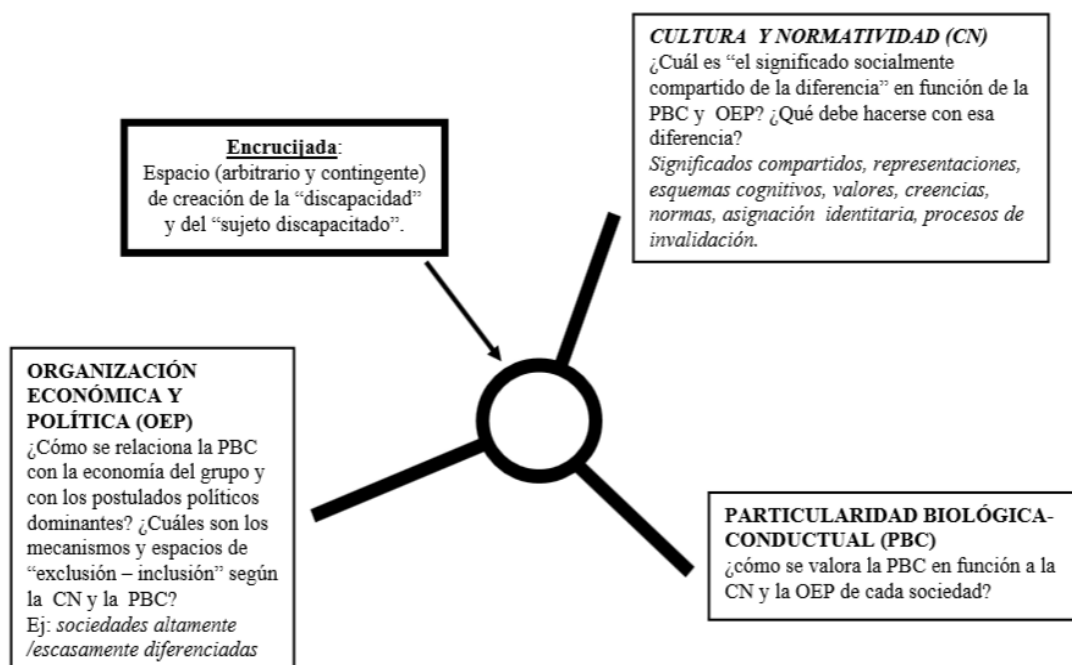 CULTURA Y NORMATIVIDAD (CN)
¿Cuál es “el significado socialmente
compartido de la diferencia” en función de la
PBC y OEP? ¿Qué debe hacerse con esa
diferencia?
Significados compartidos, representaciones,
esquemas cognitivos, valores, creencias,
normas, asignación identitaria, procesos de
invalidación.
Encrucijada:
Espacio (arbitrario y contingente)
de creación de la “discapacidad”
y del “sujeto discapacitado”.
ORGANIZACIÓN
ECONÓMICA Y
POLÍTICA (OEP)
¿Cómo se relaciona la PBC
con la economía del grupo y
con los postulados políticos
dominantes? ¿Cuáles son los
mecanismos y espacios de
“exclusión – inclusión” según
la CN y la PBC?
Ej: sociedades altamente
/escasamente diferenciadas
PARTICULARIDAD BIOLÓGICA-
CONDUCTUAL (PBC)
¿cómo se valora la PBC en función a la
CN y la OEP de cada sociedad?